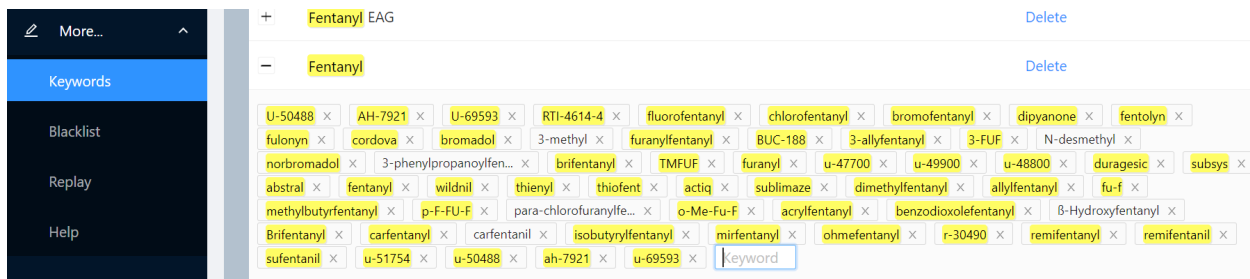 More...
Keywords
Blacklist
Replay
Help
+ Fentanyl EAG Delete
− Fentanyl Delete
U-50488 × AH-7921 × U-69593 × RTI-4614-4 × fluorofentanyl × chlorofentanyl × bromofentanyl × dipyanone × fentolyn ×
fulonyn × cordova × bromadol × 3-methyl × furanylfentanyl × BUC-188 × 3-allyfentanyl × 3-FUF × N-desmethyl ×
norbromadol × 3-phenylpropanoylfen... × brifentanyl × TMFUF × furanyl × u-47700 × u-49900 × u-48800 × duragesic × subsys ×
abstral × fentanyl × wildnil × thienyl × thiofent × actiq × sublimaze × dimethylfentanyl × allylfentanyl × fu-f ×
methylbutyrfentanyl × p-F-FU-F × para-chlorofuranylfe... × o-Me-Fu-F × acrylfentanyl × benzodioxolefentanyl × ß-Hydroxyfentanyl ×
Brifentanyl × carfentanyl × carfentanil × isobutyrylfentanyl × mirfentanyl × ohmefentanyl × r-30490 × remifentanyl × remifentanil ×
sufentanil × u-51754 × u-50488 × ah-7921 × u-69593 × Keyword